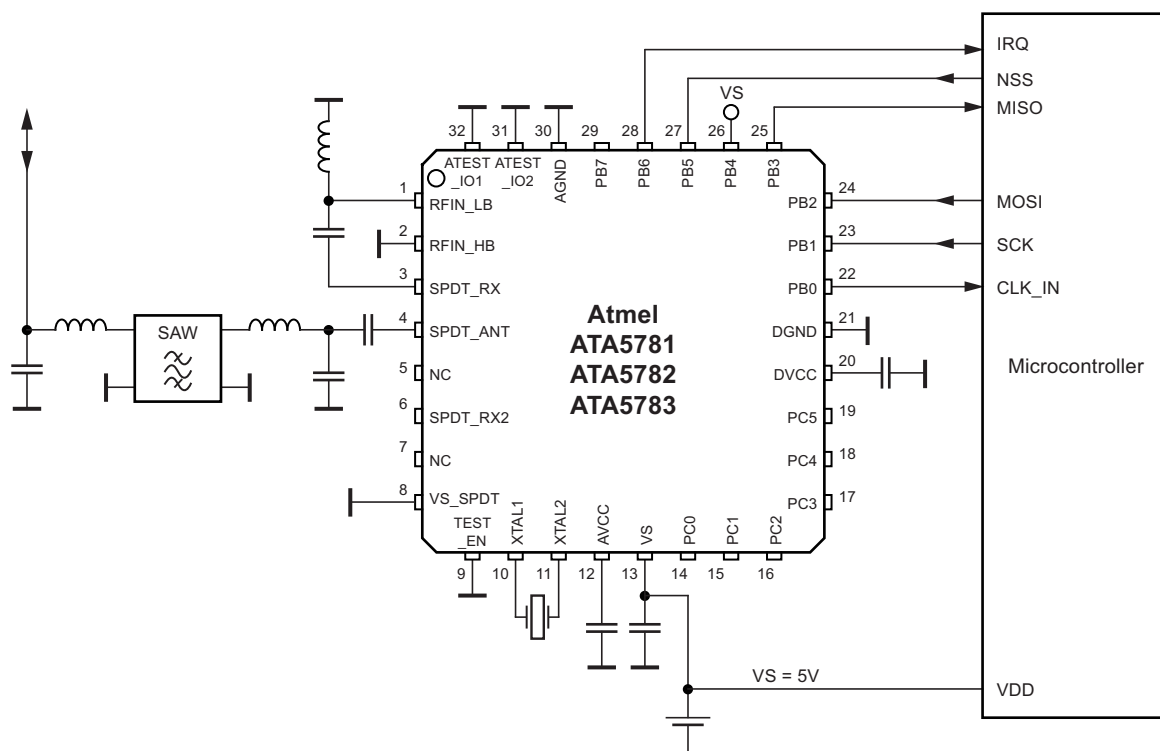 IRQ
NSS
VS
MISO
32
31
30
29
28
27
26
25
ATEST
_IO1
ATEST
_IO2
AGND
PB7
PB6
PB5
PB4
PB3
1
RFIN_LB
PB2
24
MOSI
2
RFIN_HB
PB1
23
SCK
3
SPDT_RX
PB0
22
CLK_IN
SAW
4
SPDT_ANT
Atmel
ATA5781
ATA5782
ATA5783
DGND
21
5
NC
DVCC
20
Microcontroller
6
SPDT_RX2
PC5
19
7
NC
PC4
18
8
VS_SPDT
PC3
17
TEST
_EN
XTAL1
XTAL2
AVCC
VS
PC0
PC1
PC2
9
10
11
12
13
14
15
16
VS = 5V
VDD